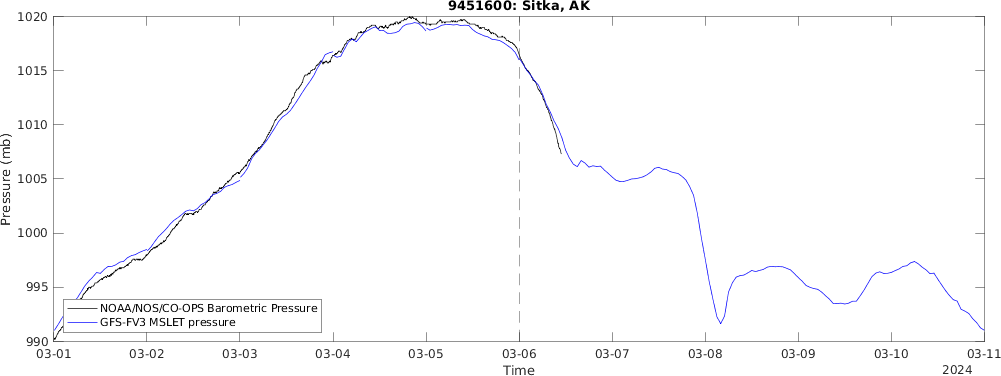 9451600: Sitka, AK
1020
1015
1010
1005
1000
995
990
Pressure (mb)
NOAA/NOS/CO-OPS Barometric Pressure
GFS-FV3 MSLET pressure
03-01 03-02 03-03 03-04 03-05 03-06 03-07 03-08 03-09 03-10 03-11
Time
2024